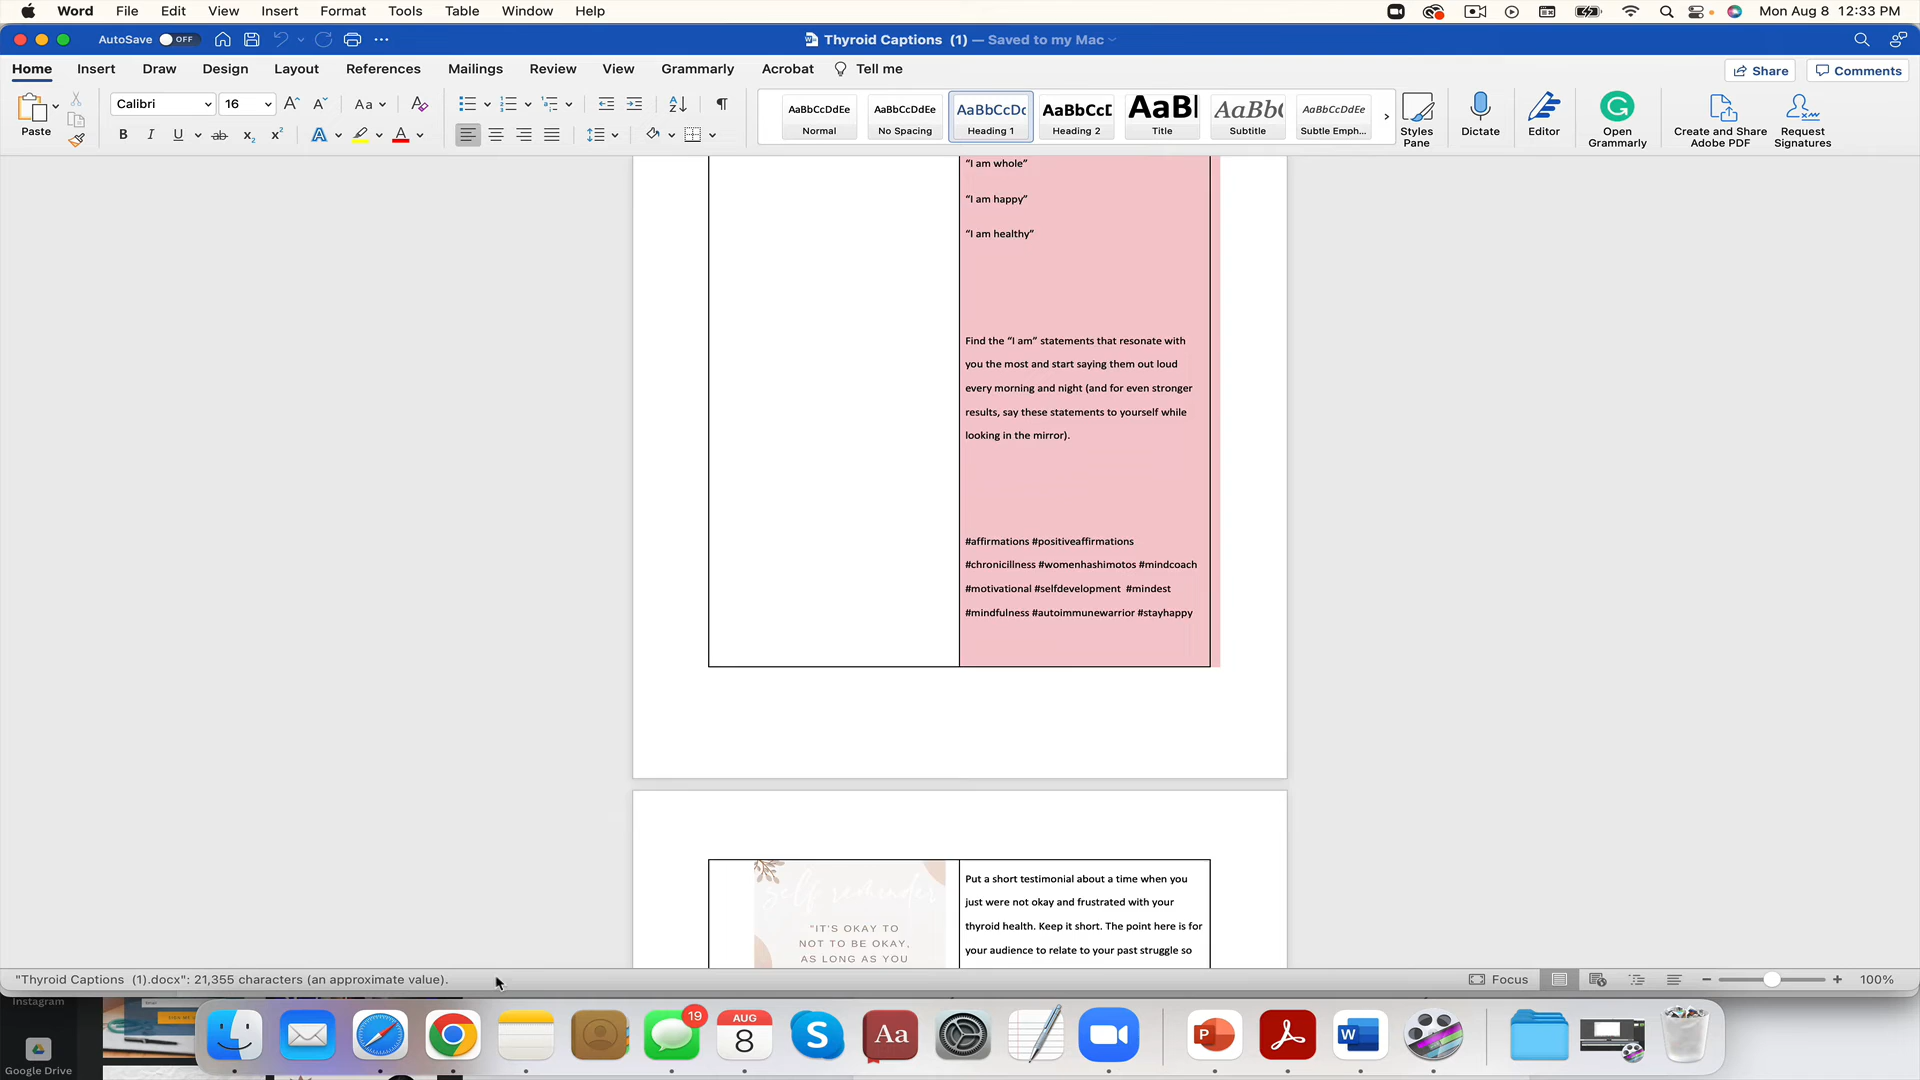 Word File Edit View Insert Format Tools Table Window Help
Mon Aug 8 12:33 PM
AutoSave OFF
Thyroid Captions (1) — Saved to my Mac
Home Insert Draw Design Layout References Mailings Review View Grammarly Acrobat Tell me
Share Comments
Paste
Calibri 16
Aa
AaBbCcDdEe Normal
AaBbCcDdEe No Spacing
AaBbCcDc Heading 1
AaBbCcE Heading 2
AaBl Title
AaBb( Subtitle
AaBbCcDdEe Subtle Emph...
Styles Pane
Dictate
Editor
Open Grammarly
Create and Share Adobe PDF
Request Signatures
“I am whole”
“I am happy”
“I am healthy”
Find the “I am” statements that resonate with
you the most and start saying them out loud
every morning and night (and for even stronger
results, say these statements to yourself while
looking in the mirror).
#affirmations #positiveaffirmations
#chronicillness #womenhashimotos #mindcoach
#motivational #selfdevelopment  #mindest
#mindfulness #autoimmunewarrior #stayhappy
self reminder
"IT'S OKAY TO
NOT TO BE OKAY,
AS LONG AS YOU
Put a short testimonial about a time when you
just were not okay and frustrated with your
thyroid health. Keep it short. The point here is for
your audience to relate to your past struggle so
"Thyroid Captions (1).docx": 21,355 characters (an approximate value).
Focus
100%
Instagram
Google Drive
19
AUG
8
Aa